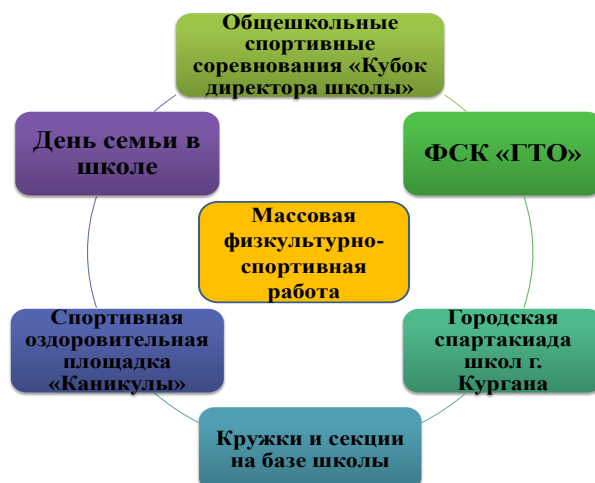 Общешкольные
спортивные
соревнования «Кубок
директора школы»
День семьи в
школе
ФСК «ГТО»
Массовая
физкультурно-
спортивная
работа
Спортивная
оздоровительная
площадка
«Каникулы»
Городская
спартакиада
школ г.
Кургана
Кружки и секции
на базе школы